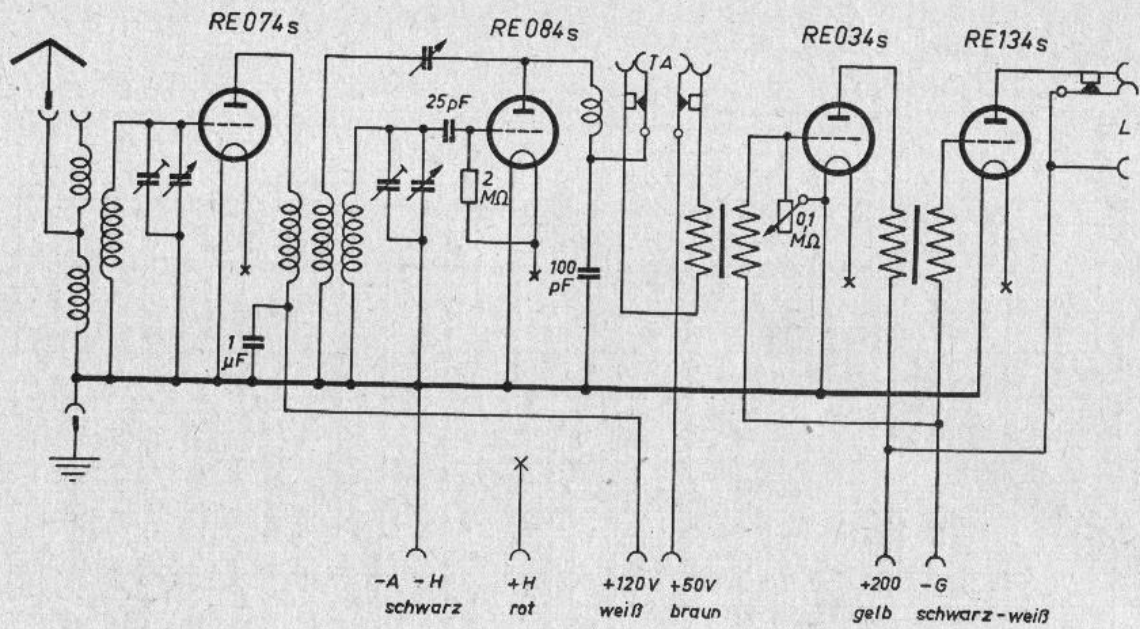 RE074s
RE084s
RE034s
RE134s
TA
25pF
2
MΩ
0,1
MΩ
L
100
pF
1
µF
-A -H
schwarz
+H
rot
+120V
weiß
+50V
braun
+200
gelb
-G
schwarz-weiß